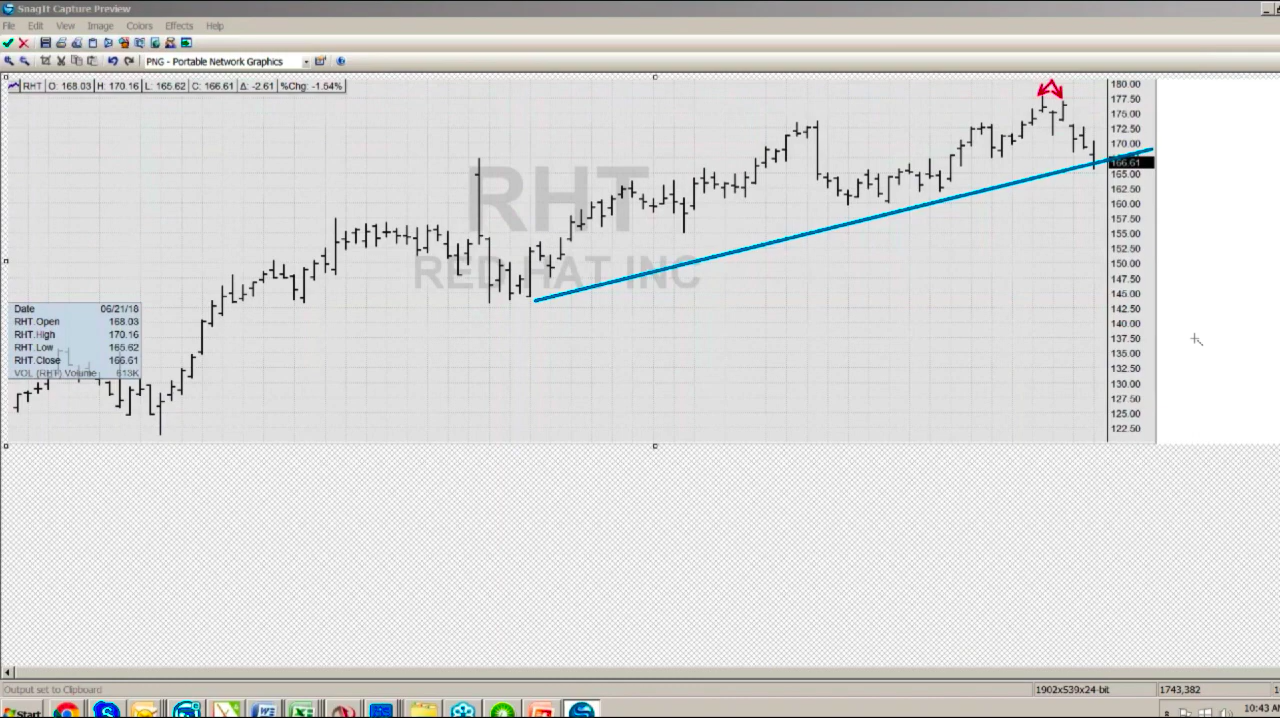 SnagIt Capture Preview
File Edit View Image Colors Effects Help
PNG - Portable Network Graphics
RHT O: 168.03 H: 170.16 L: 165.62 C: 166.61 Δ: -2.61 %Chg: -1.54%
180.00
177.50
175.00
172.50
170.00
166.61
165.00
162.50
160.00
157.50
155.00
152.50
150.00
147.50
145.00
142.50
140.00
137.50
135.00
132.50
130.00
127.50
125.00
122.50
RHT
RED HAT INC
Date 06/21/18
RHT.Open 168.03
RHT.High 170.16
RHT.Low 165.62
RHT.Close 166.61
VOL (RHT) Volume 613K
Output set to Clipboard 1902x539x24-bit 1743,382
Start 10:43 AM